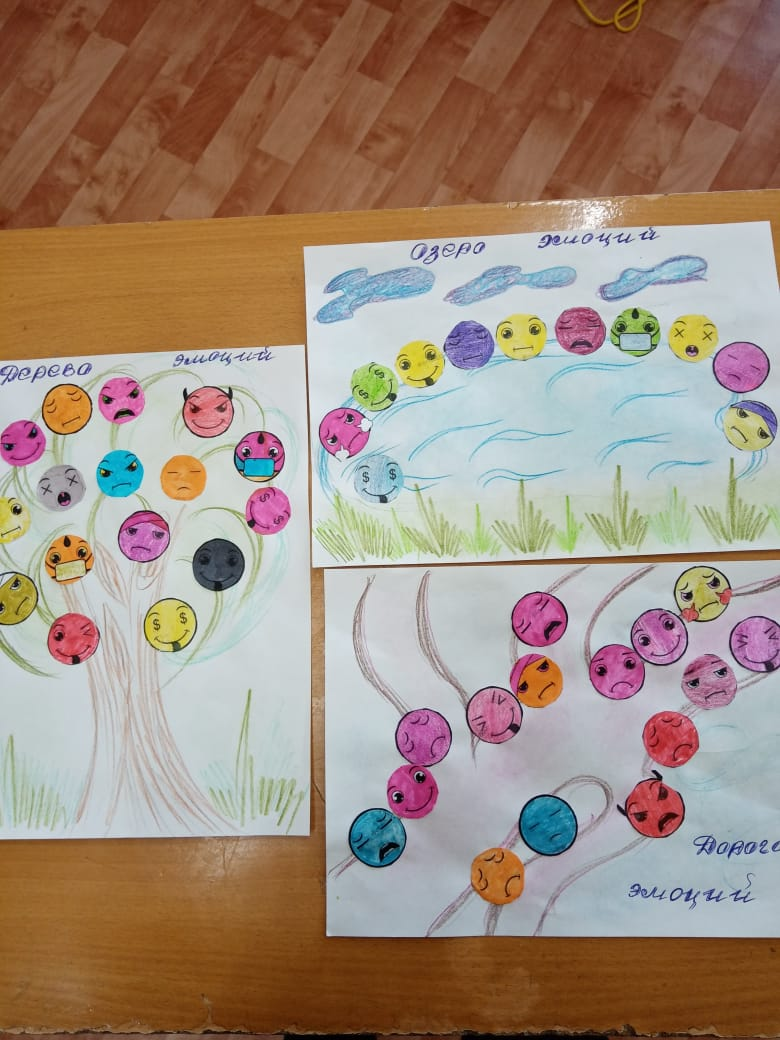 Озеро эмоций
Дерево эмоций
Дорога
эмоций